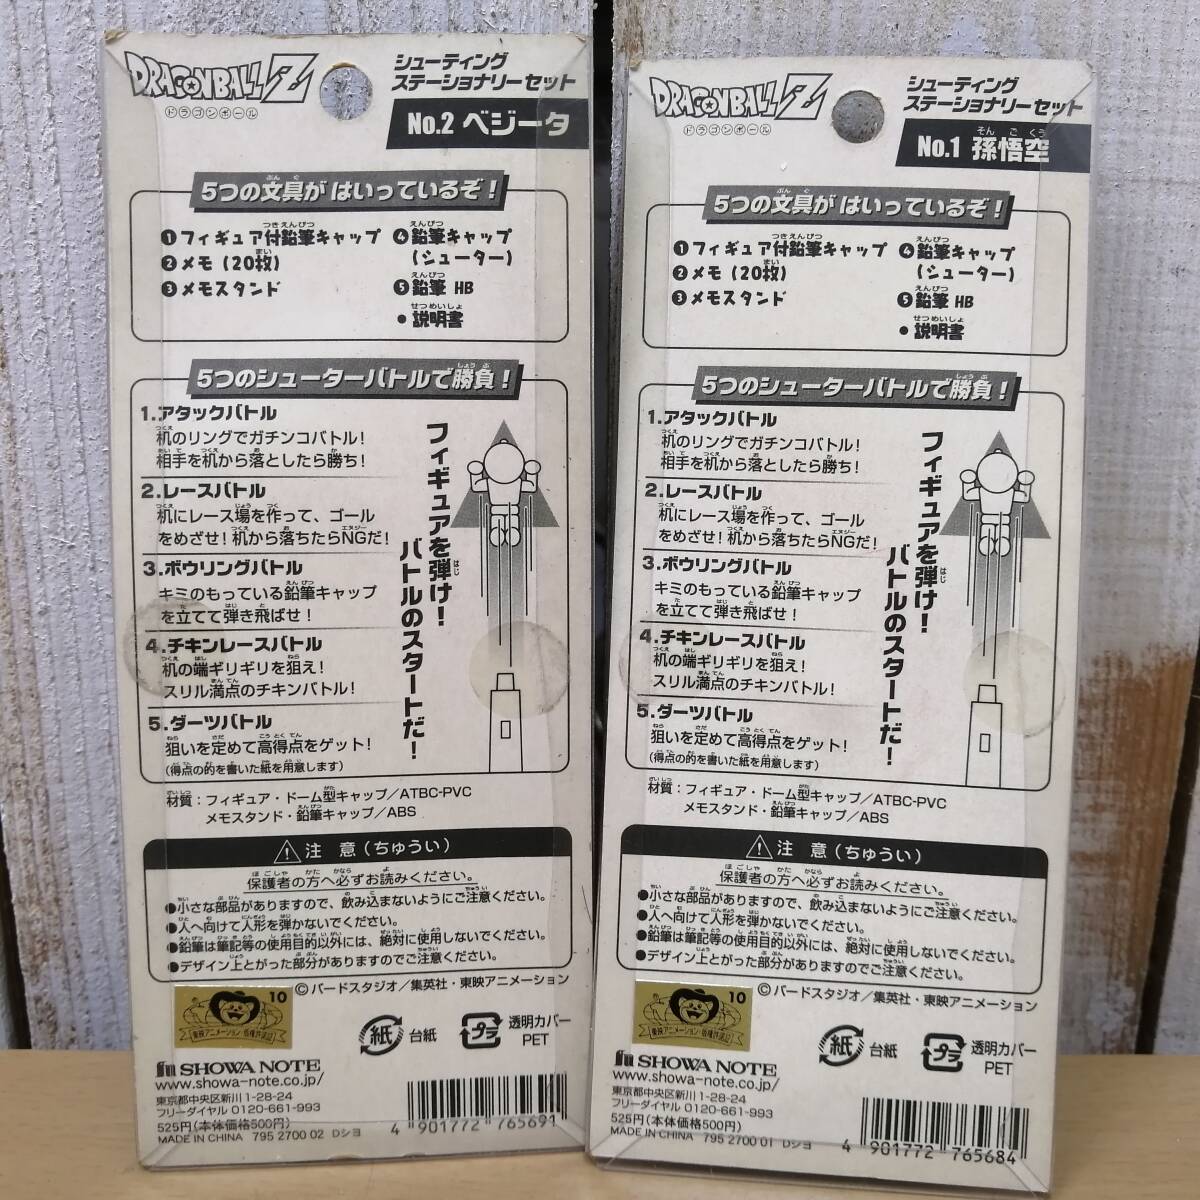 DRAGONBALL Z
ドラゴンボール
シューティング
ステーショナリーセット
No.2 ベジータ
5つの文具が はいっているぞ!
❶フィギュア付鉛筆キャップ
❷メモ(20枚)
❸メモスタンド
❹鉛筆キャップ
(シューター)
❺鉛筆 HB
●説明書
5つのシューターバトルで勝負!
1.アタックバトル
机のリングでガチンコバトル!
相手を机から落としたら勝ち!
2.レースバトル
机にレース場を作って、ゴール
をめざせ!机から落ちたらNGだ!
3.ボウリングバトル
キミのもっている鉛筆キャップ
を立てて弾き飛ばせ!
4.チキンレースバトル
机の端ギリギリを狙え!
スリル満点のチキンバトル!
5.ダーツバトル
狙いを定めて高得点をゲット!
(得点の的を書いた紙を用意します)
フィギュアを弾け!
バトルのスタートだ!
材質:フィギュア・ドーム型キャップ/ATBC-PVC
メモスタンド・鉛筆キャップ/ABS
注 意(ちゅうい)
保護者の方へ必ずお読みください。
●小さな部品がありますので、飲み込まないようにご注意ください。
●人へ向けて人形を弾かないでください。
●鉛筆は筆記等の使用目的以外には、絶対に使用しないでください。
●デザイン上とがった部分がありますのでご注意ください。
©バードスタジオ/集英社・東映アニメーション
10
紙
台紙
プラ
透明カバー
PET
SHOWA NOTE
www.showa-note.co.jp/
東京都中央区新川1-28-24
フリーダイヤル 0120-661-993
525円(本体価格500円)
MADE IN CHINA 795 2700 02 Dシヨ
4 901772 765691
DRAGONBALL Z
ドラゴンボール
シューティング
ステーショナリーセット
No.1 孫悟空
そん ご くう
5つの文具が はいっているぞ!
❶フィギュア付鉛筆キャップ
❷メモ(20枚)
❸メモスタンド
❹鉛筆キャップ
(シューター)
❺鉛筆 HB
●説明書
5つのシューターバトルで勝負!
1.アタックバトル
机のリングでガチンコバトル!
相手を机から落としたら勝ち!
2.レースバトル
机にレース場を作って、ゴール
をめざせ!机から落ちたらNGだ!
3.ボウリングバトル
キミのもっている鉛筆キャップ
を立てて弾き飛ばせ!
4.チキンレースバトル
机の端ギリギリを狙え!
スリル満点のチキンバトル!
5.ダーツバトル
狙いを定めて高得点をゲット!
(得点の的を書いた紙を用意します)
フィギュアを弾け!
バトルのスタートだ!
材質:フィギュア・ドーム型キャップ/ATBC-PVC
メモスタンド・鉛筆キャップ/ABS
注 意(ちゅうい)
保護者の方へ必ずお読みください。
●小さな部品がありますので、飲み込まないようにご注意ください。
●人へ向けて人形を弾かないでください。
●鉛筆は筆記等の使用目的以外には、絶対に使用しないでください。
●デザイン上とがった部分がありますのでご注意ください。
©バードスタジオ/集英社・東映アニメーション
10
紙
台紙
プラ
透明カバー
PET
SHOWA NOTE
www.showa-note.co.jp/
東京都中央区新川1-28-24
フリーダイヤル 0120-661-993
525円(本体価格500円)
MADE IN CHINA 795 2700 01 Dシヨ
4 901772 765684